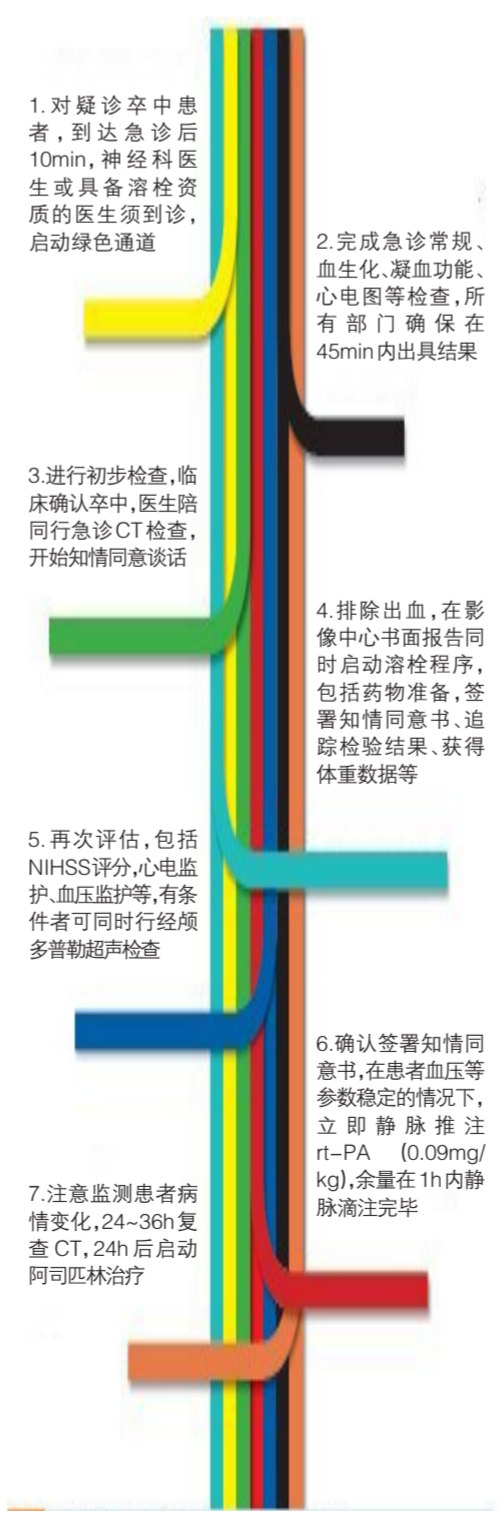 1.对疑诊卒中患
者,到达急诊后
10min,神经科医
生或具备溶栓资
质的医生须到诊,
启动绿色通道
2.完成急诊常规、
血生化、凝血功能、
心电图等检查,所
有部门确保在
45min内出具结果
3.进行初步检查,临
床确认卒中,医生陪
同行急诊CT检查,
开始知情同意谈话
4.排除出血,在影
像中心书面报告同
时启动溶栓程序,
包括药物准备,签
署知情同意书、追
踪检验结果、获得
体重数据等
5.再次评估,包括
NIHSS评分,心电监
护、血压监护等,有条
件者可同时行经颅
多普勒超声检查
6.确认签署知情同
意书,在患者血压等
参数稳定的情况下,
立即静脉推注
rt-PA (0.09mg/
kg),余量在1h内静
脉滴注完毕
7.注意监测患者病
情变化,24~36h复
查CT,24h后启动
阿司匹林治疗